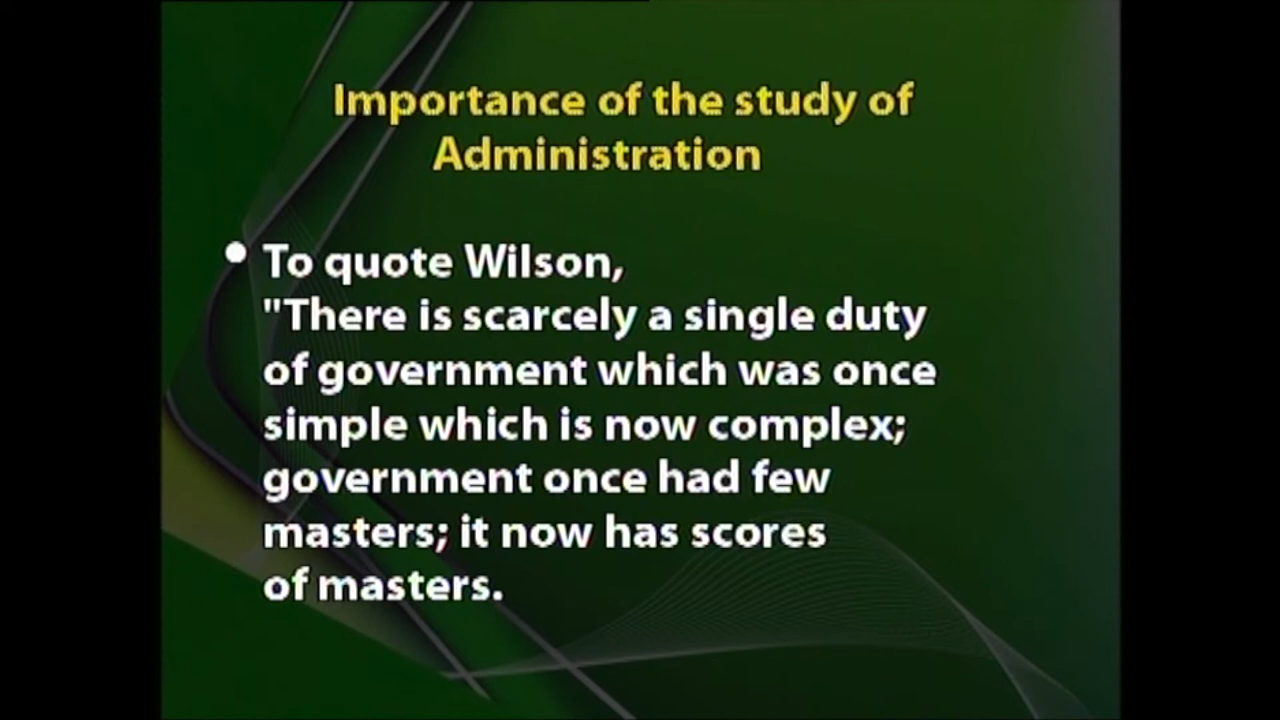 Importance of the study of
Administration
• To quote Wilson,
"There is scarcely a single duty
of government which was once
simple which is now complex;
government once had few
masters; it now has scores
of masters.